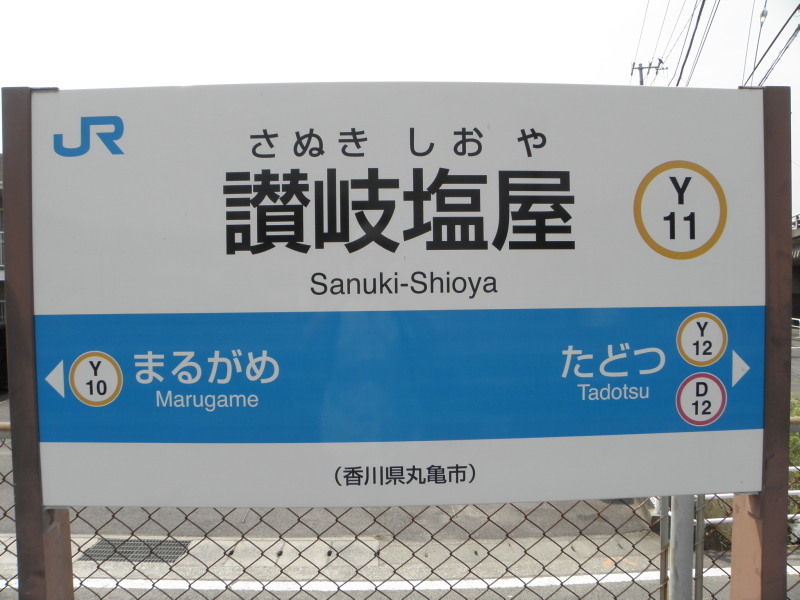 JR
さぬき しおや
讃岐塩屋
Y
11
Sanuki-Shioya
Y
10
まるがめ
Marugame
たどつ
Tadotsu
Y
12
D
12
（香川県丸亀市）